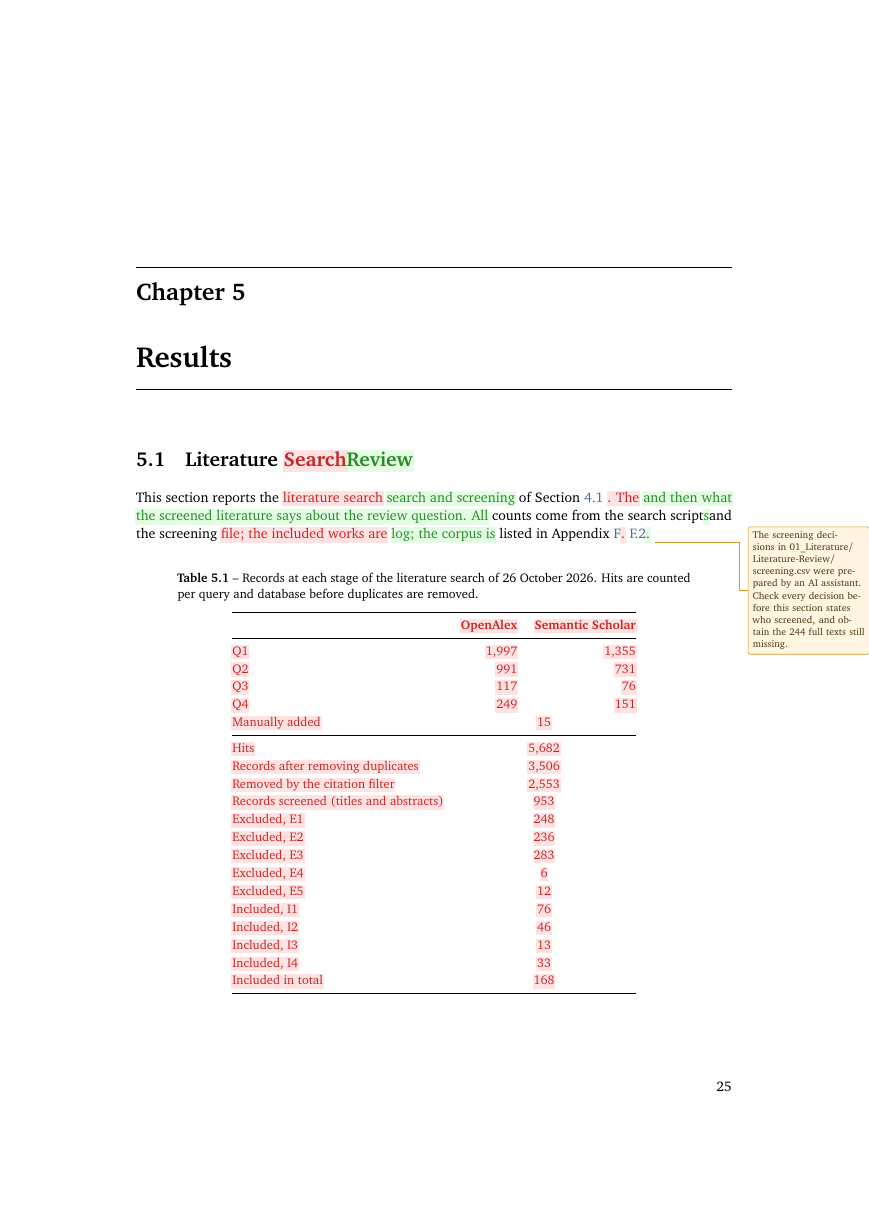 Chapter 5
Results
5.1 Literature SearchReview
This section reports the literature search search and screening of Section 4.1 . The and then what
the screened literature says about the review question. All counts come from the search scriptsand
the screening file; the included works are log; the corpus is listed in Appendix F. F.2.
The screening deci-
sions in 01_Literature/
Literature-Review/
screening.csv were pre-
pared by an AI assistant.
Check every decision be-
fore this section states
who screened, and ob-
tain the 244 full texts still
missing.
Table 5.1 – Records at each stage of the literature search of 26 October 2026. Hits are counted
per query and database before duplicates are removed.
OpenAlex Semantic Scholar
Q1 1,997 1,355
Q2 991 731
Q3 117 76
Q4 249 151
Manually added 15
Hits 5,682
Records after removing duplicates 3,506
Removed by the citation filter 2,553
Records screened (titles and abstracts) 953
Excluded, E1 248
Excluded, E2 236
Excluded, E3 283
Excluded, E4 6
Excluded, E5 12
Included, I1 76
Included, I2 46
Included, I3 13
Included, I4 33
Included in total 168
25